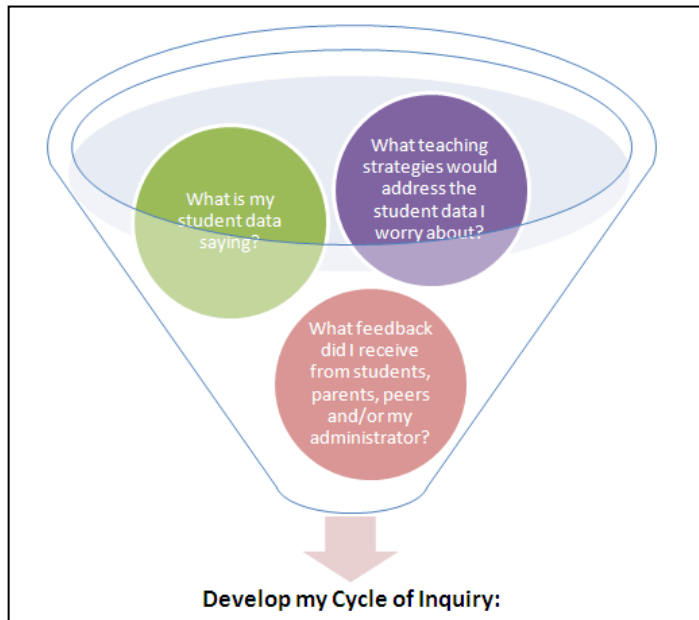 What is my
student data
saying?
What teaching
strategies would
address the
student data I
worry about?
What feedback
did I receive
from students,
parents, peers
and/or my
administrator?
Develop my Cycle of Inquiry: